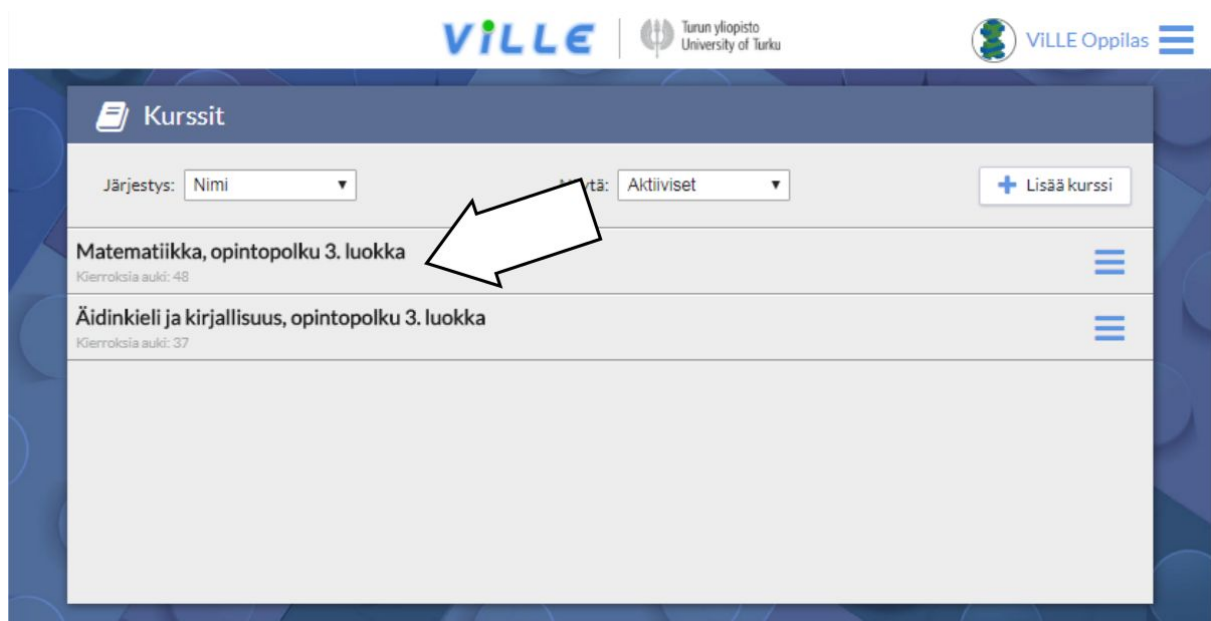 ViLLE
Turun yliopisto
University of Turku
ViLLE Oppilas
Kurssit
Järjestys: Nimi
Aktiiviset
Lisää kurssi
Matematiikka, opintopolku 3. luokka
Kierroksia auki: 48
Äidinkieli ja kirjallisuus, opintopolku 3. luokka
Kierroksia auki: 37